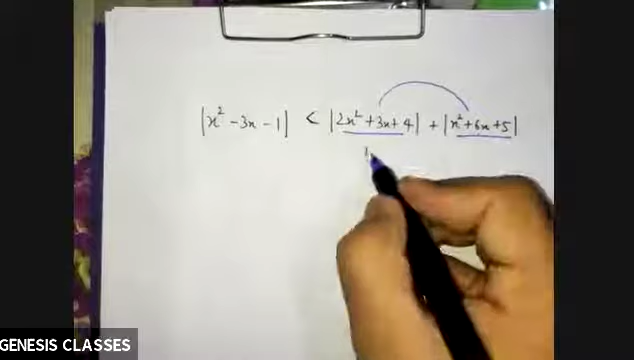 |x² - 3x - 1| < |2x² + 3x + 4| + |x² + 6x + 5|
GENESIS CLASSES